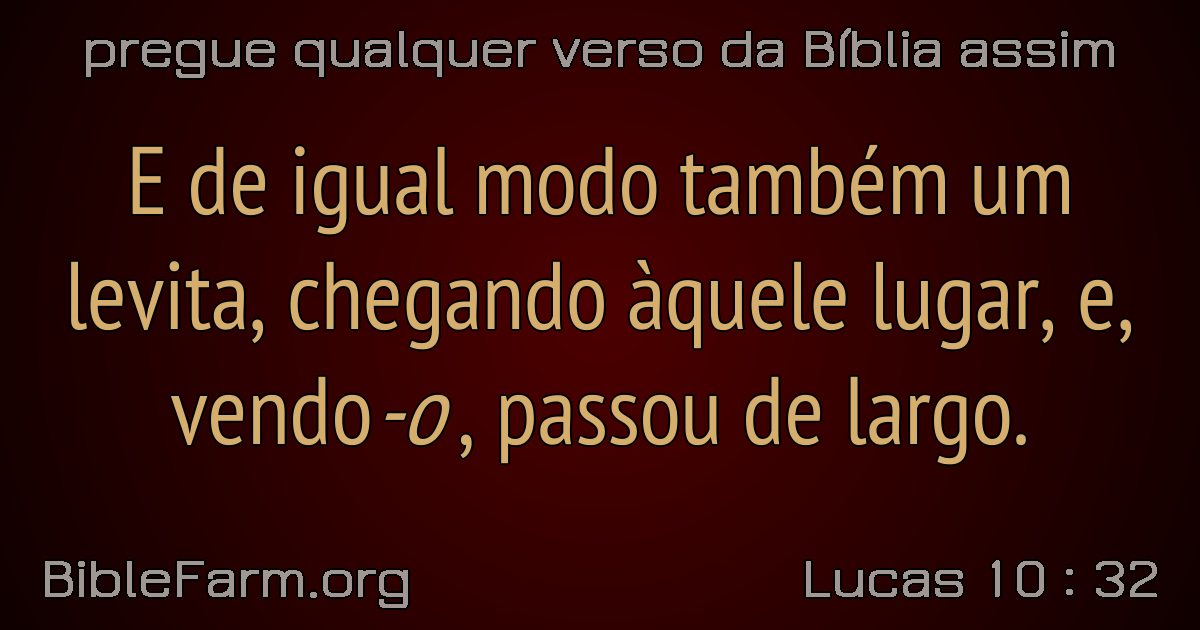 pregue qualquer verso da Bíblia assim
E de igual modo também um
levita, chegando àquele lugar, e,
vendo-o, passou de largo.
BibleFarm.org
Lucas 10 : 32